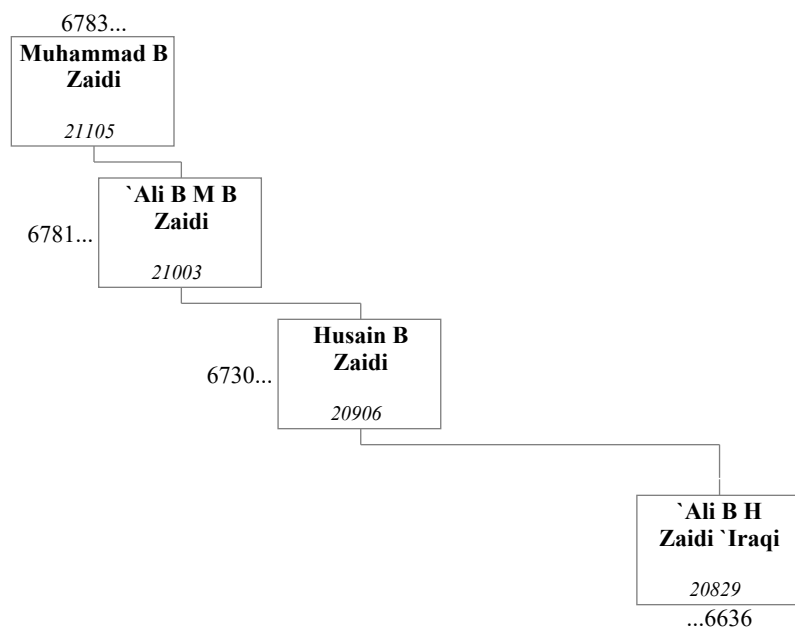 6783...
Muhammad B
Zaidi
21105
`Ali B M B
Zaidi
6781...
21003
Husain B
Zaidi
6730...
20906
`Ali B H
Zaidi `Iraqi
20829
...6636